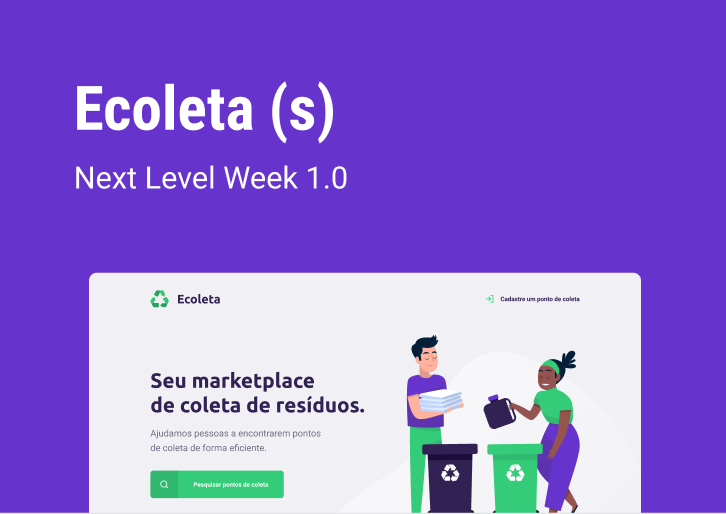 Ecoleta (s)
Next Level Week 1.0
Ecoleta
Cadastre um ponto de coleta
Seu marketplace
de coleta de resíduos.
Ajudamos pessoas a encontrarem pontos
de coleta de forma eficiente.
Pesquisar pontos de coleta